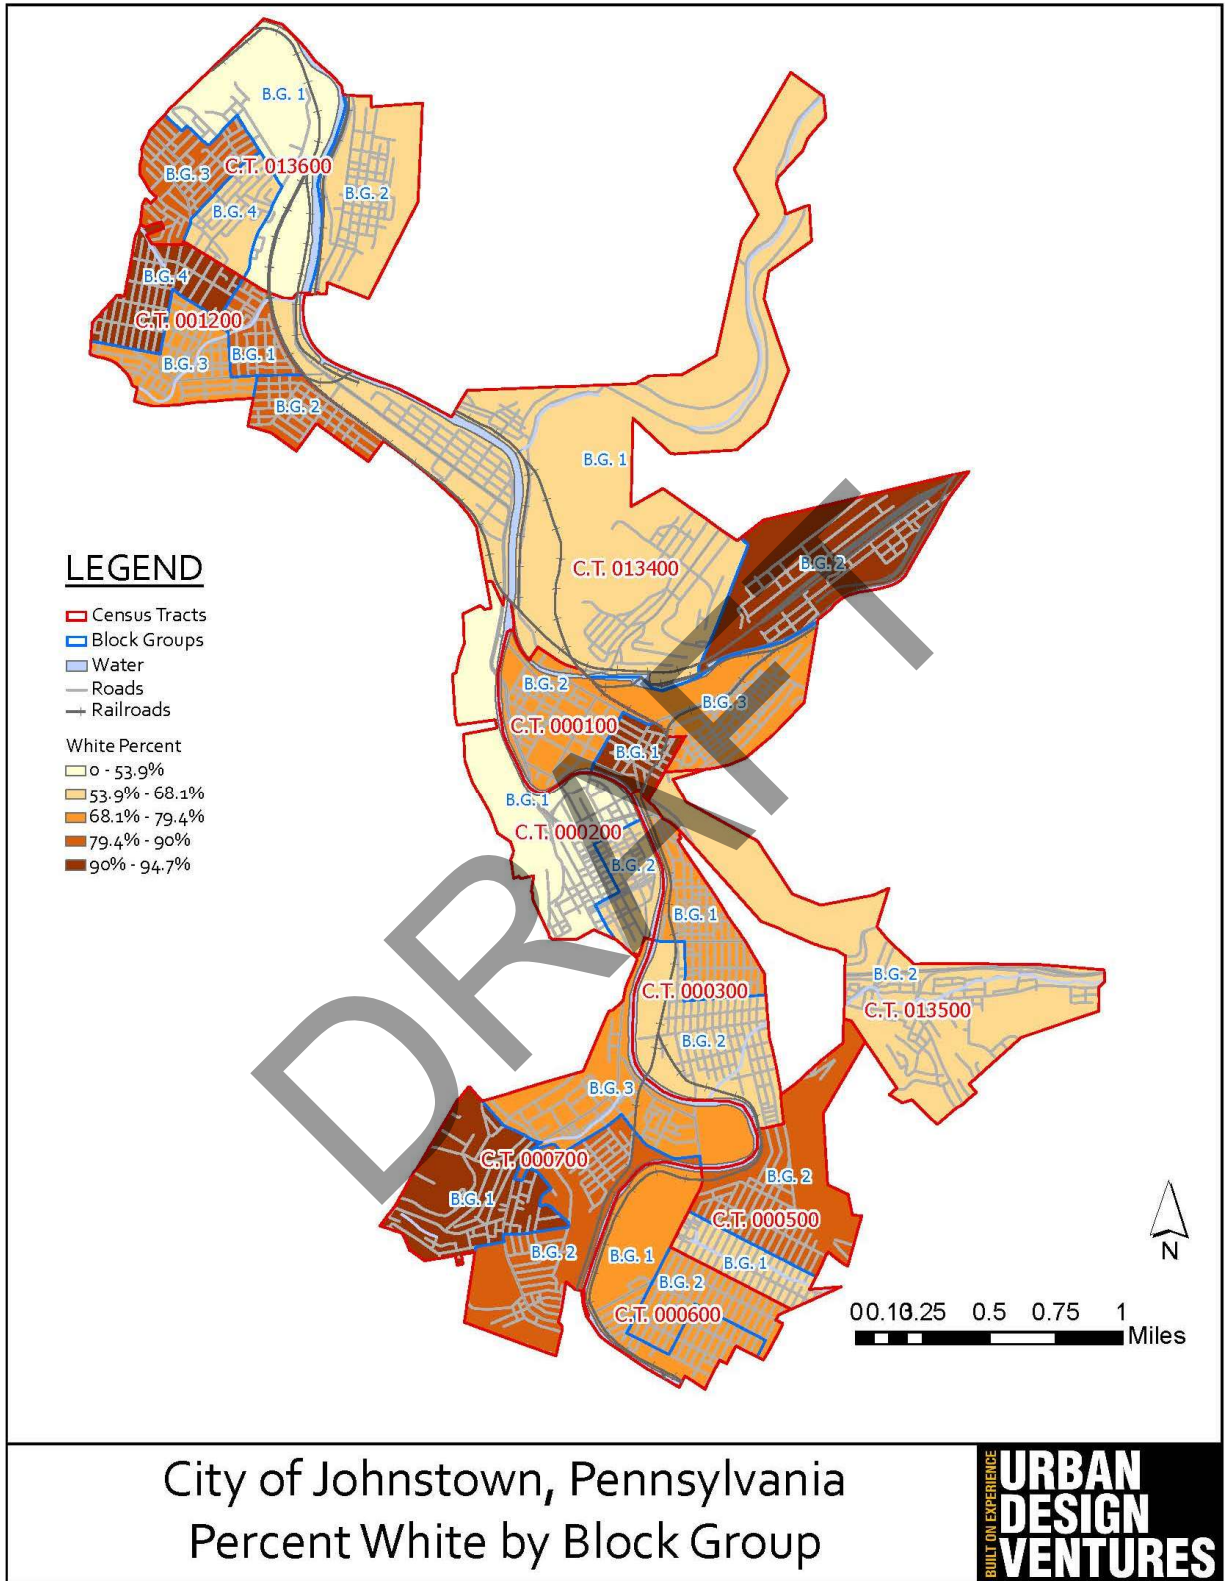 B.G. 1
B.G. 3
C.T. 013600
B.G. 2
B.G. 4
B.G. 4
C.T. 001200
B.G. 3
B.G. 1
B.G. 2
B.G. 1
C.T. 013400
B.G. 2
LEGEND
Census Tracts
Block Groups
Water
Roads
Railroads
White Percent
0 - 53.9%
53.9% - 68.1%
68.1% - 79.4%
79.4% - 90%
90% - 94.7%
B.G. 2
B.G. 3
C.T. 000100
B.G. 1
B.G. 1
C.T. 000200
B.G. 2
B.G. 1
B.G. 2
C.T. 000300
C.T. 013500
B.G. 2
B.G. 3
C.T. 000700
B.G. 2
B.G. 1
C.T. 000500
B.G. 2
B.G. 1
B.G. 1
B.G. 2
C.T. 000600
DRAFT
N
0 0.13 0.25 0.5 0.75 1
Miles
City of Johnstown, Pennsylvania
Percent White by Block Group
BUILT ON EXPERIENCE
URBAN
DESIGN
VENTURES